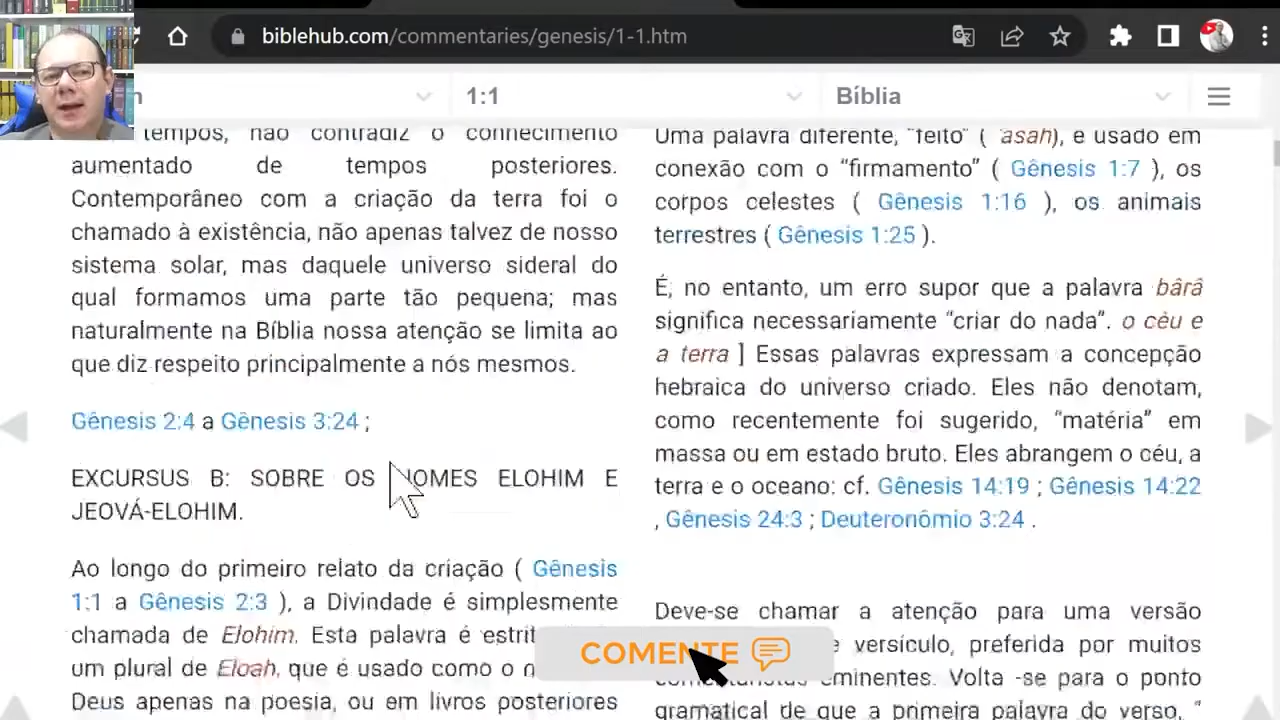 biblehub.com/commentaries/genesis/1-1.htm
n
1:1
Bíblia
tempos, não contradiz o conhecimento
aumentado de tempos posteriores.
Contemporâneo com a criação da terra foi o
chamado à existência, não apenas talvez de nosso
sistema solar, mas daquele universo sideral do
qual formamos uma parte tão pequena; mas
naturalmente na Bíblia nossa atenção se limita ao
que diz respeito principalmente a nós mesmos.
Gênesis 2:4 a Gênesis 3:24 ;
EXCURSUS B: SOBRE OS NOMES ELOHIM E
JEOVÁ-ELOHIM.
Ao longo do primeiro relato da criação ( Gênesis
1:1 a Gênesis 2:3 ), a Divindade é simplesmente
chamada de Elohim. Esta palavra é
um plural de Eloah, que é usado como o
Deus apenas na poesia, ou em livros posteriores
Uma palavra diferente, “feito” ( ‘asah), é usado em
conexão com o “firmamento” ( Gênesis 1:7 ), os
corpos celestes ( Gênesis 1:16 ), os animais
terrestres ( Gênesis 1:25 ).
É, no entanto, um erro supor que a palavra bârâ
significa necessariamente “criar do nada”. o céu e
a terra ] Essas palavras expressam a concepção
hebraica do universo criado. Eles não denotam,
como recentemente foi sugerido, “matéria” em
massa ou em estado bruto. Eles abrangem o céu, a
terra e o oceano: cf. Gênesis 14:19 ; Gênesis 14:22
, Gênesis 24:3 ; Deuteronômio 3:24 .
Deve-se chamar a atenção para uma versão
versículo, preferida por muitos
eminentes. Volta -se para o ponto
gramatical de que a primeira palavra do verso, “
COMENTE